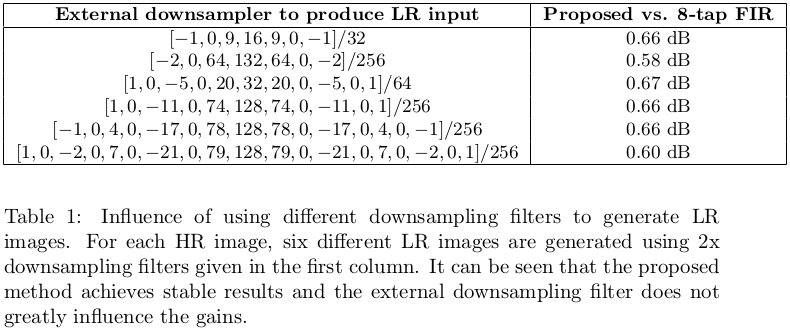 External downsampler to produce LR input Proposed vs. 8-tap FIR
[−1, 0, 9, 16, 9, 0, −1]/32 0.66 dB
[−2, 0, 64, 132, 64, 0, −2]/256 0.58 dB
[1, 0, −5, 0, 20, 32, 20, 0, −5, 0, 1]/64 0.67 dB
[1, 0, −11, 0, 74, 128, 74, 0, −11, 0, 1]/256 0.66 dB
[−1, 0, 4, 0, −17, 0, 78, 128, 78, 0, −17, 0, 4, 0, −1]/256 0.66 dB
[1, 0, −2, 0, 7, 0, −21, 0, 79, 128, 79, 0, −21, 0, 7, 0, −2, 0, 1]/256 0.60 dB
Table 1: Influence of using different downsampling filters to generate LR
images. For each HR image, six different LR images are generated using 2x
downsampling filters given in the first column. It can be seen that the proposed
method achieves stable results and the external downsampling filter does not
greatly influence the gains.